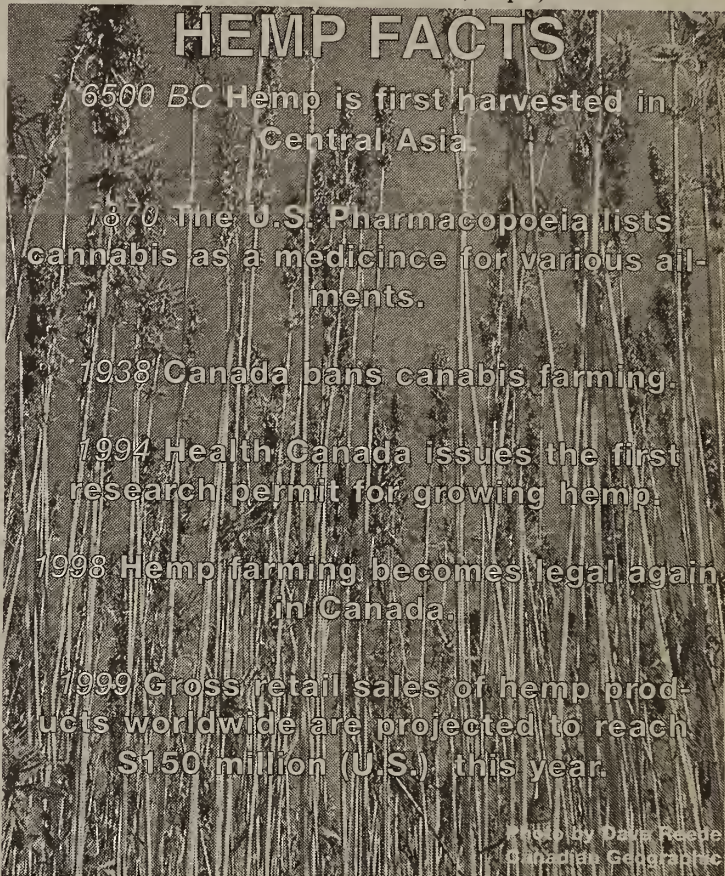 HEMP FACTS
6500 BC Hemp is first harvested in
Central Asia
1870 The U.S. Pharmacopoeia lists
cannabis as a medicince for various ail-
ments.
1938 Canada bans canabis farming.
1994 Health Canada issues the first
research permit for growing hemp.
1998 Hemp farming becomes legal again
in Canada.
1999 Gross retail sales of hemp prod-
ucts worldwide are projected to reach
$150 million (U.S.) this year.
Photo by Dave Reede
Canadian Geographic